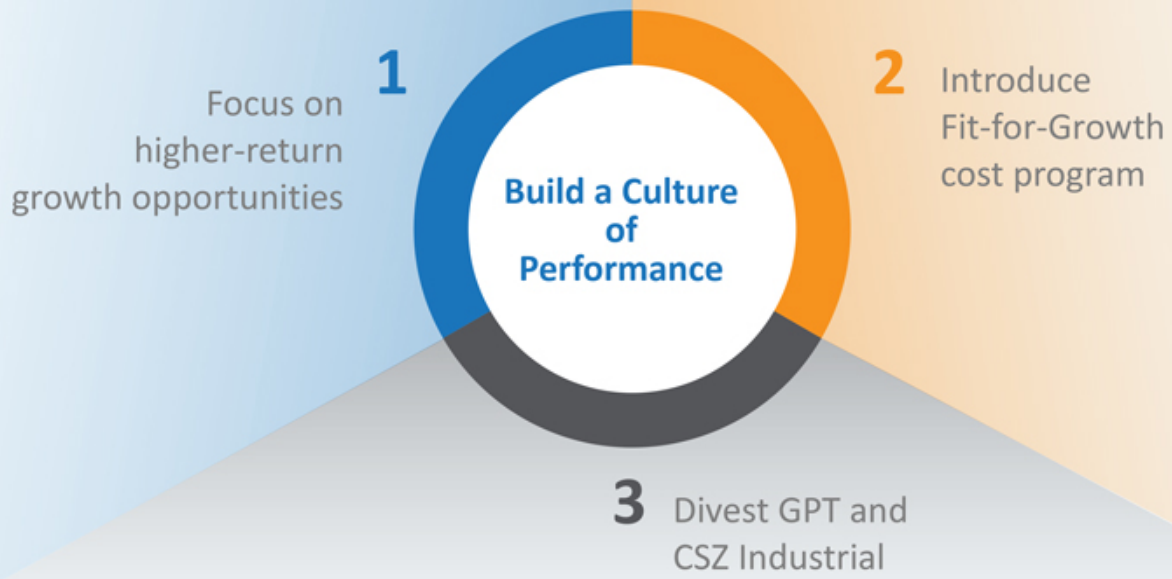 1
Focus on
higher-return
growth opportunities
2
Introduce
Fit-for-Growth
cost program
Build a Culture
of
Performance
3
Divest GPT and
CSZ Industrial